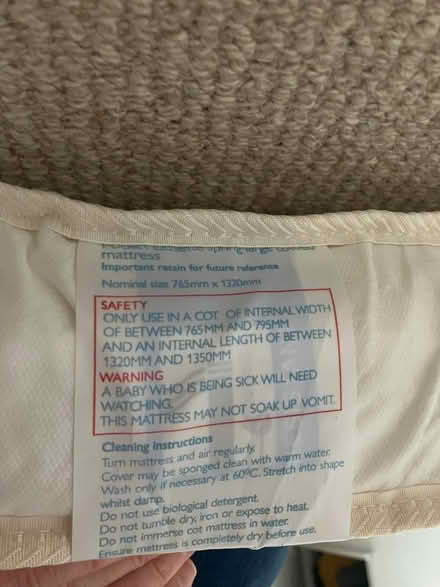 mattress
Important retain for future reference
Nominal size 765mm x 1320mm
SAFETY
ONLY USE IN A COT OF INTERNAL WIDTH
OF BETWEEN 765MM AND 795MM
AND AN INTERNAL LENGTH OF BETWEEN
1320MM AND 1350MM
WARNING
A BABY WHO IS BEING SICK WILL NEED
WATCHING.
THIS MATTRESS MAY NOT SOAK UP VOMIT.
Cleaning Instructions
Turn mattress and air regularly.
Cover may be sponged clean with warm water.
Wash only if necessary at 60ºC. Stretch into shape
whilst damp.
Do not use biological detergent.
Do not tumble dry, iron or expose to heat.
Do not immerse cot mattress in water.
Ensure mattress is completely dry before use.